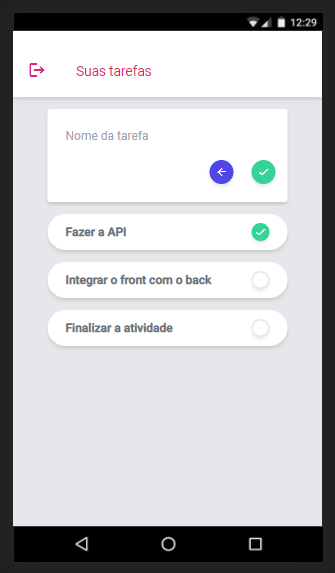 12:29
Suas tarefas
Nome da tarefa
Fazer a API
Integrar o front com o back
Finalizar a atividade